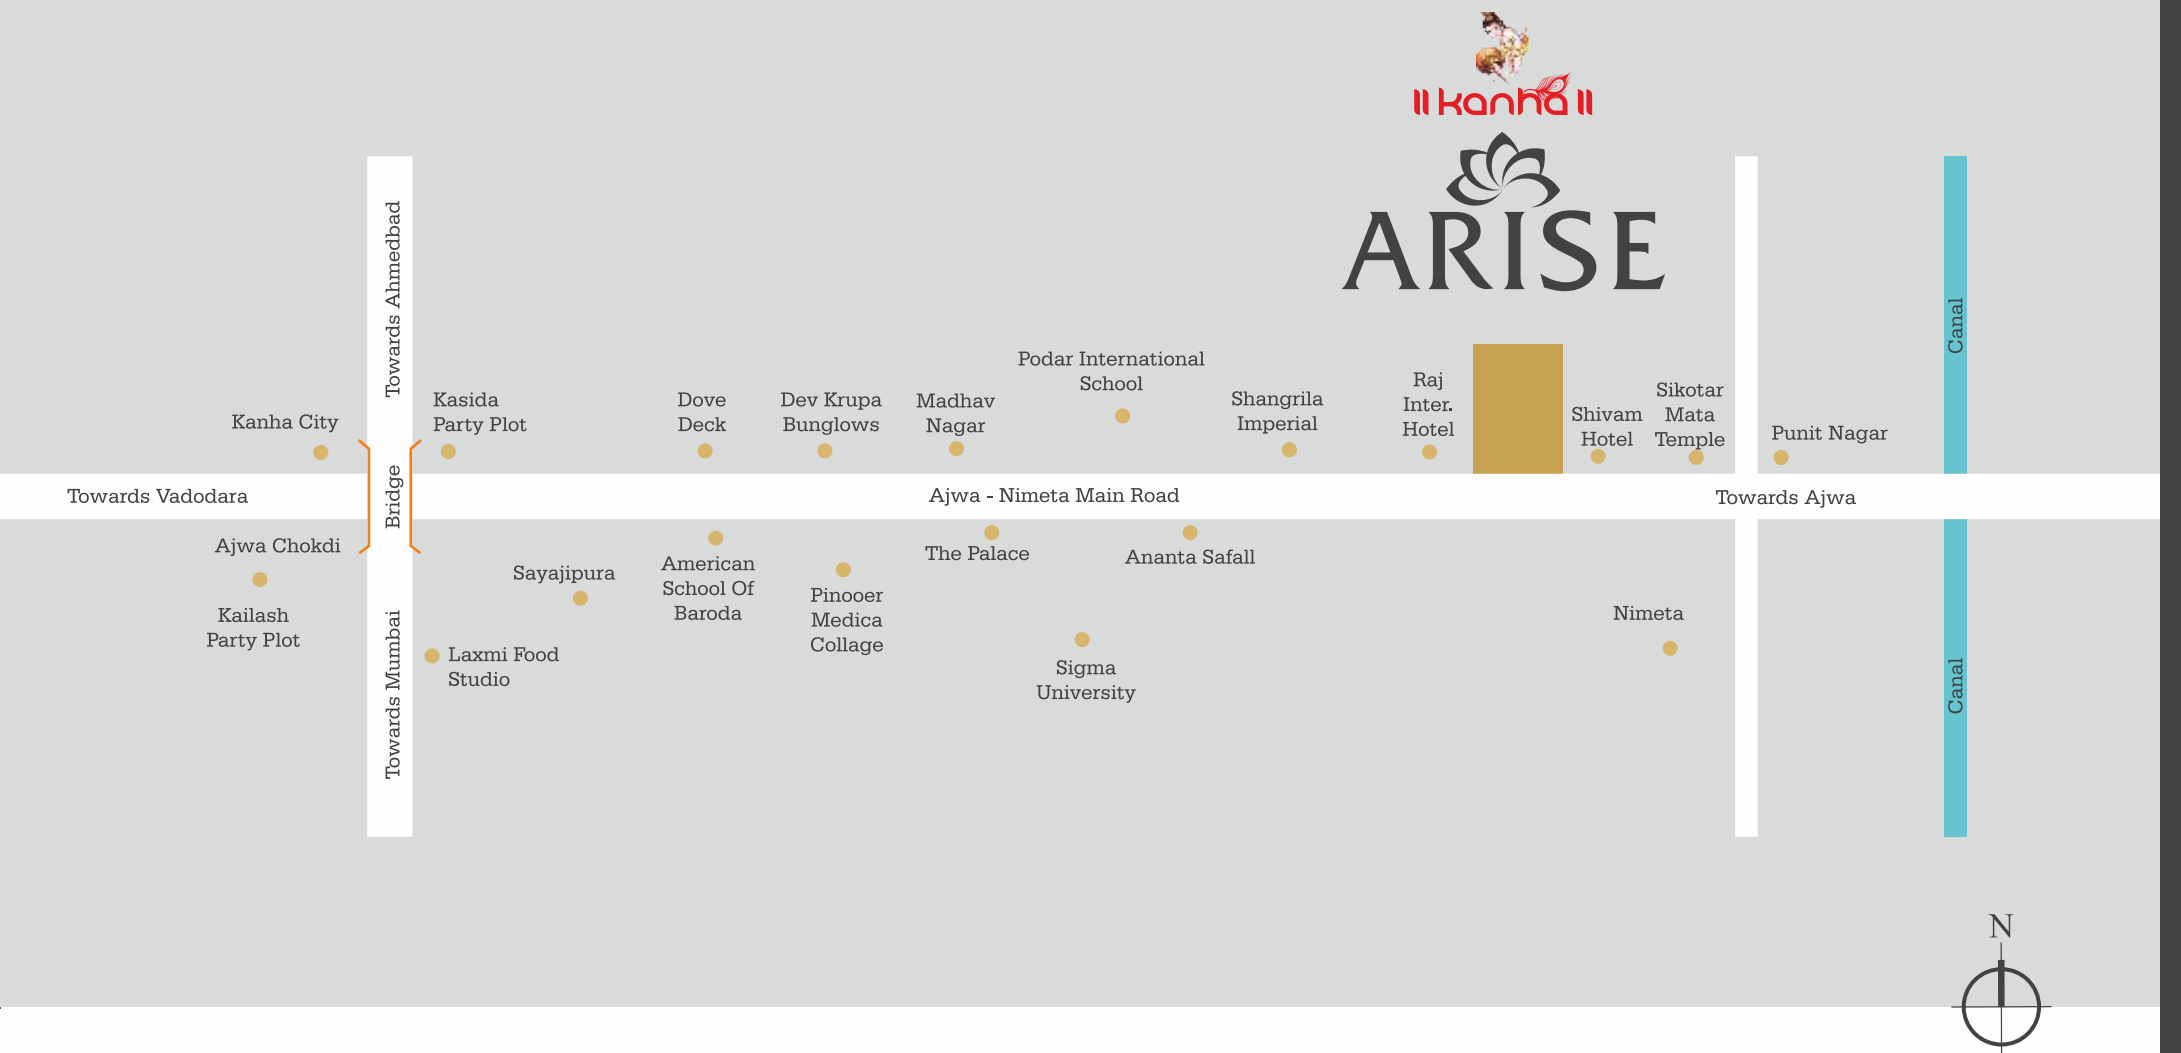 || kanha ||
ARISE
Towards Ahmedbad
Canal
Podar International
School
Raj
Inter.
Hotel
Kasida
Party Plot
Dove
Deck
Dev Krupa
Bunglows
Madhav
Nagar
Shangrila
Imperial
Shivam
Hotel
Sikotar
Mata
Temple
Kanha City
Punit Nagar
Towards Vadodara
Bridge
Ajwa - Nimeta Main Road
Towards Ajwa
Ajwa Chokdi
Kailash
Party Plot
Sayajipura
American
School Of
Baroda
Pinooer
Medica
Collage
The Palace
Ananta Safall
Laxmi Food
Studio
Sigma
University
Nimeta
Towards Mumbai
Canal
N